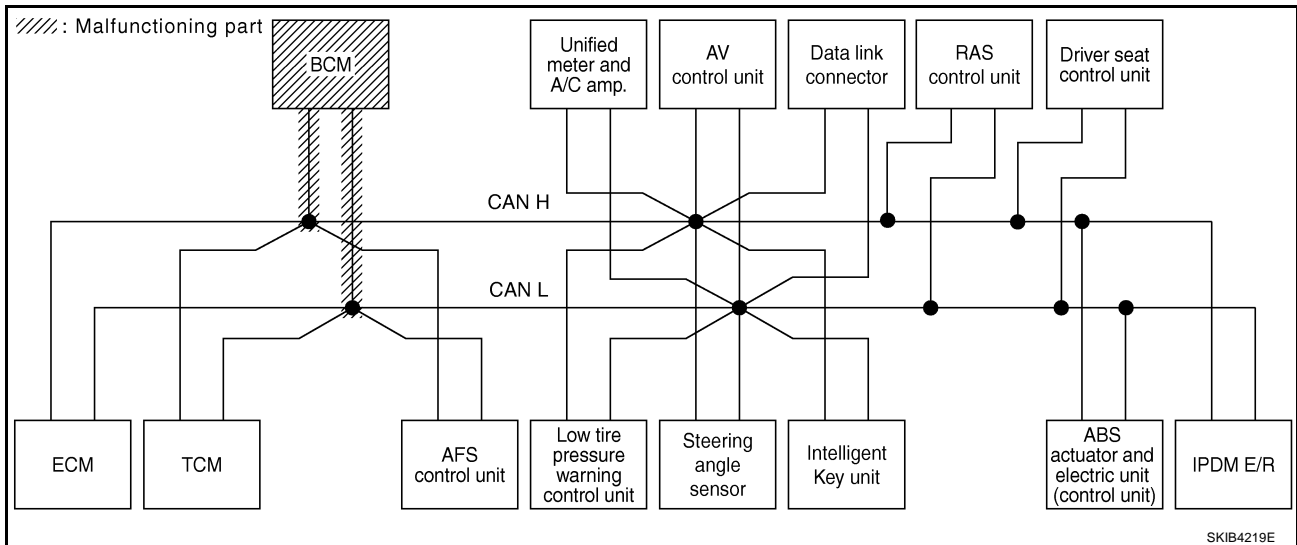 : Malfunctioning part
BCM
Unified
meter and
A/C amp.
AV
control unit
Data link
connector
RAS
control unit
Driver seat
control unit
CAN H
CAN L
ECM
TCM
AFS
control unit
Low tire
pressure
warning
control unit
Steering
angle
sensor
Intelligent
Key unit
ABS
actuator and
electric unit
(control unit)
IPDM E/R
SKIB4219E